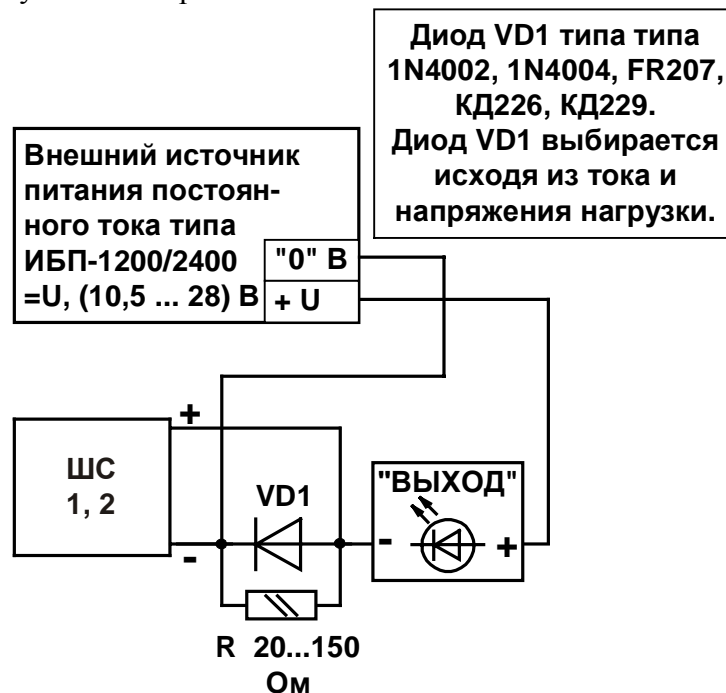 Диод VD1 типа типа
1N4002, 1N4004, FR207,
КД226, КД229.
Диод VD1 выбирается
исходя из тока и
напряжения нагрузки.
Внешний источник
питания постоян-
ного тока типа
ИБП-1200/2400
=U, (10,5 ... 28) В
"0" В
+ U
+
ШС
1, 2
-
VD1
"ВЫХОД"
-
+
R 20...150
Ом